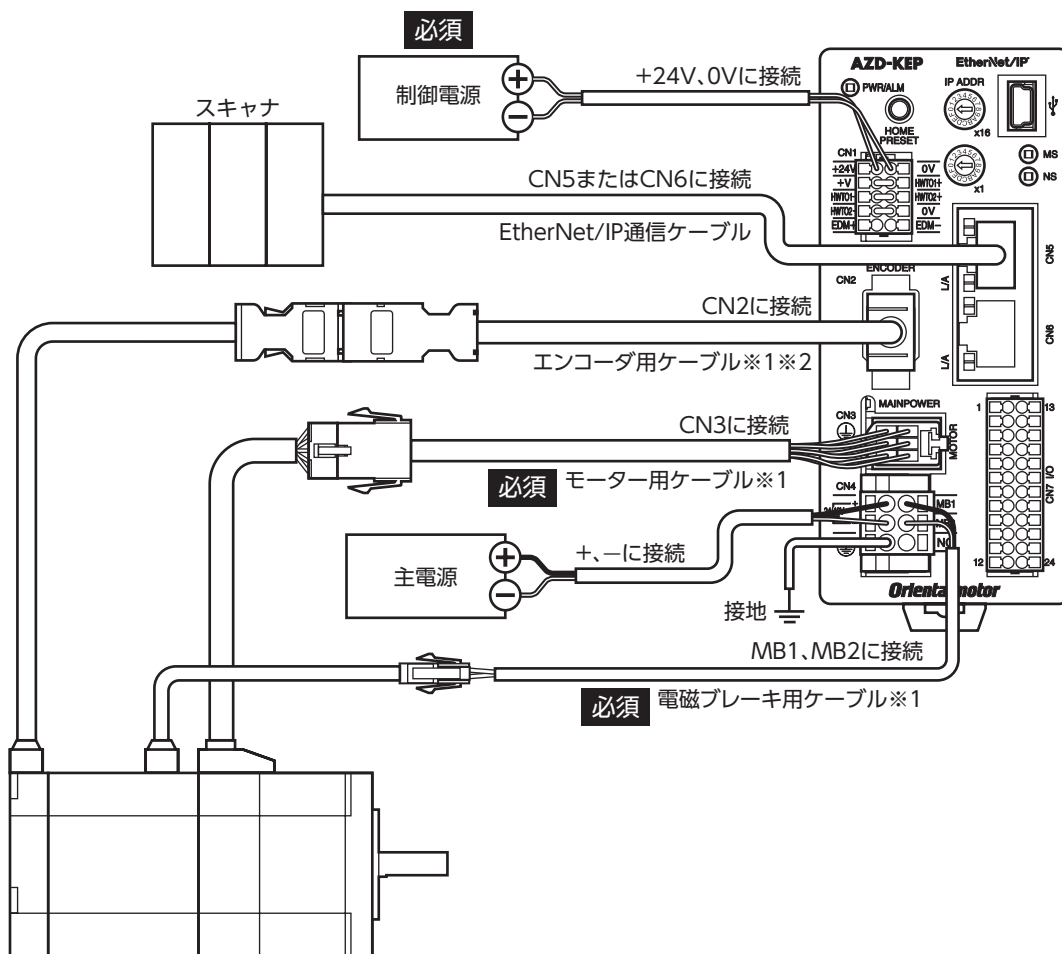 必須
制御電源
+24V、0Vに接続
スキャナ
CN5またはCN6に接続
EtherNet/IP通信ケーブル
CN2に接続
エンコーダ用ケーブル※1※2
CN3に接続
必須 モーター用ケーブル※1
主電源
+、−に接続
接地
MB1、MB2に接続
必須 電磁ブレーキ用ケーブル※1
AZD-KEP
EtherNet/IP
PWR/ALM
IP ADDR
HOME
PRESET
x16
MS
NS
x1
CN1
+24V 0V
+V HWTO1+
HWTO1- HWTO2+
HWTO2- 0V
EDM+ EDM-
CN5
L/A
CN2
ENCODER
CN6
L/A
MAINPOWER
CN3
MOTOR
1 13
CN7 I/O
CN4
+ MB1
12 24
Orientalmotor